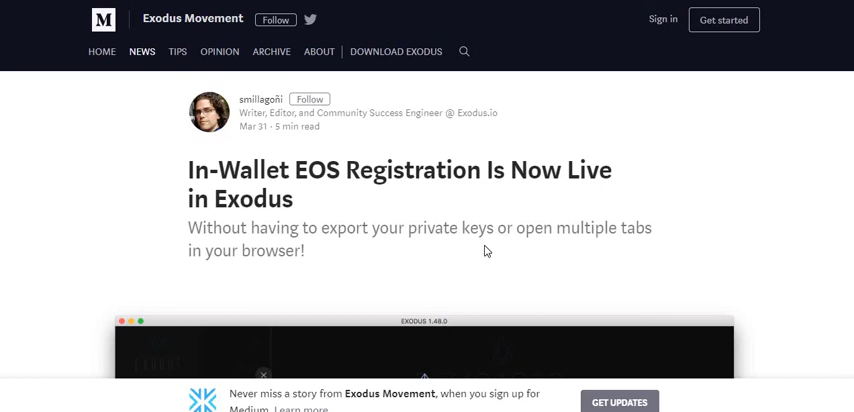 M Exodus Movement Follow Sign in Get started
HOME NEWS TIPS OPINION ARCHIVE ABOUT DOWNLOAD EXODUS
smillagoñi Follow
Writer, Editor, and Community Success Engineer @ Exodus.io
Mar 31 · 5 min read
In-Wallet EOS Registration Is Now Live
in Exodus
Without having to export your private keys or open multiple tabs
in your browser!
EXODUS 1.48.0
Never miss a story from Exodus Movement, when you sign up for
Medium. Learn more
GET UPDATES